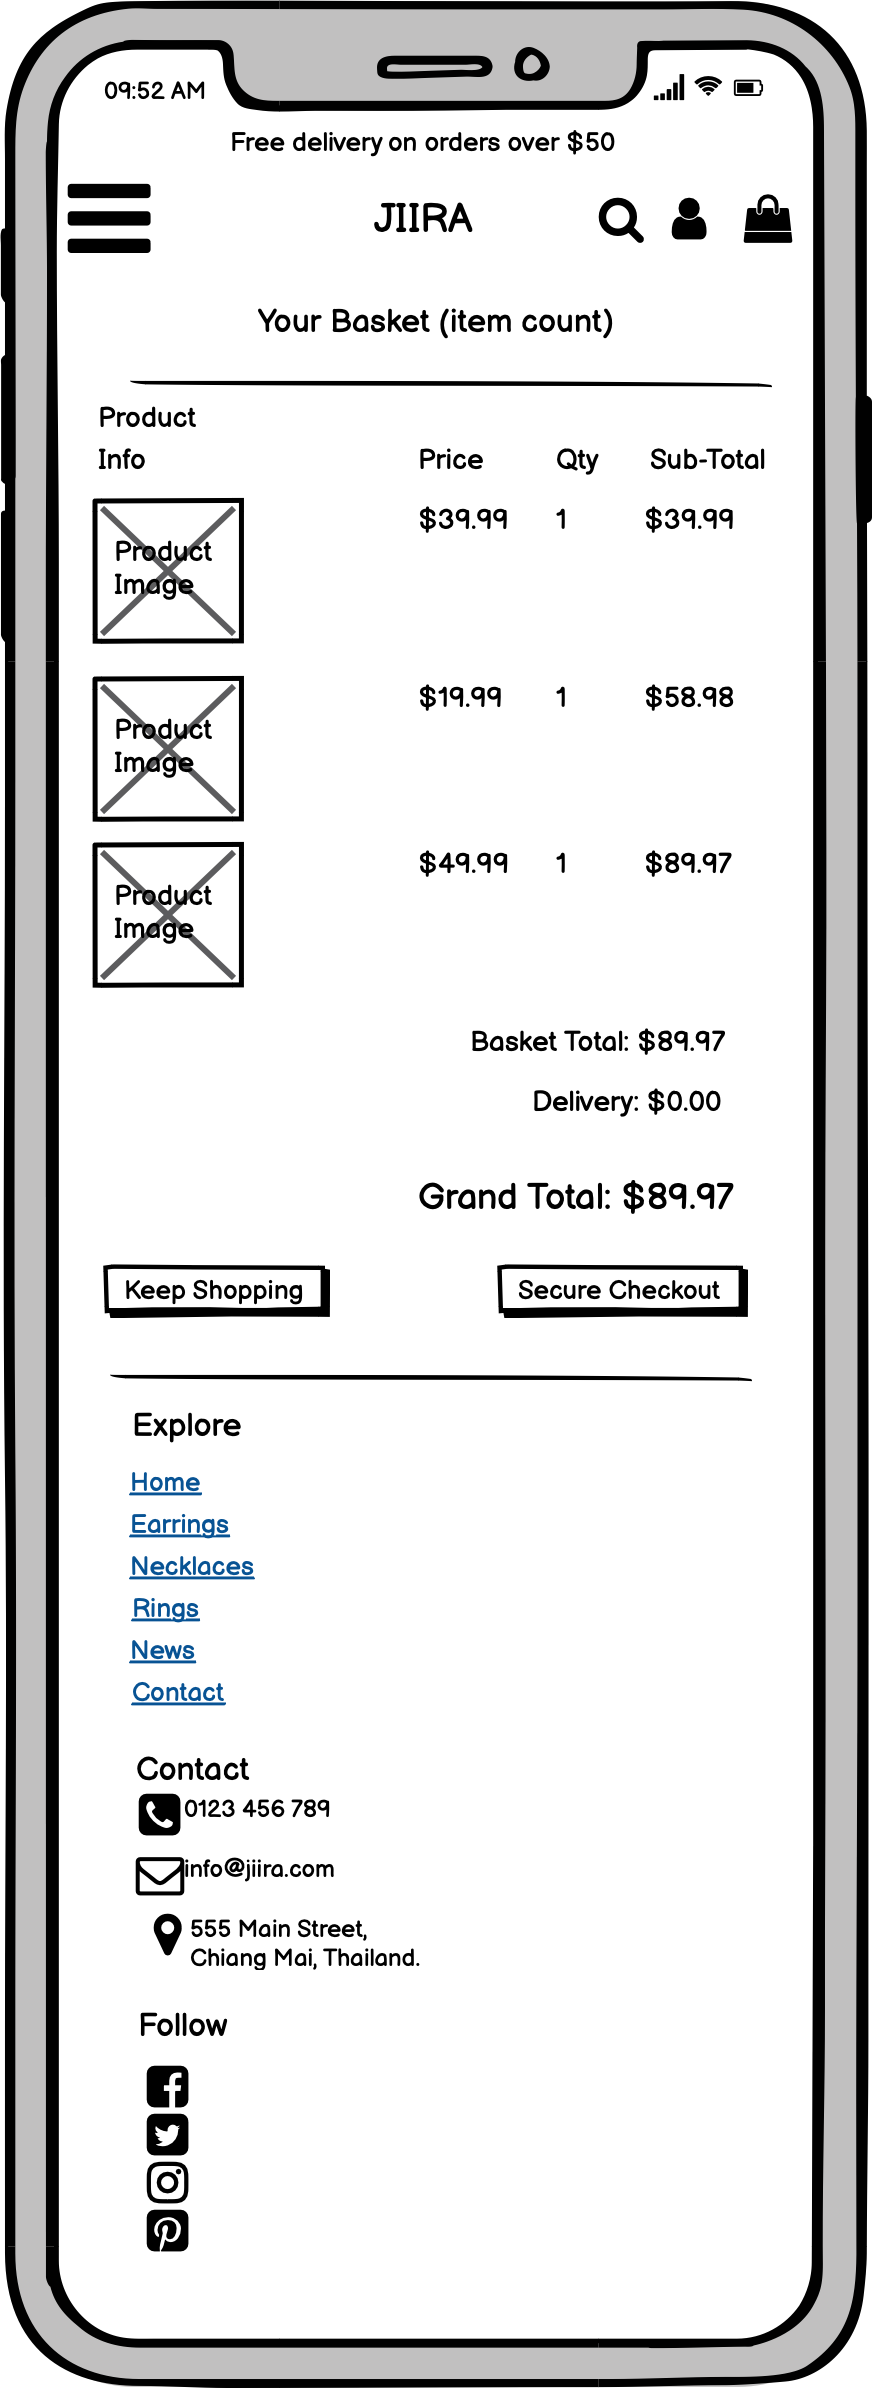 09:52 AM
Free delivery on orders over $50
JIIRA
Your Basket (item count)
Product
Info Price Qty Sub-Total
$39.99 1 $39.99
Product
Image
$19.99 1 $58.98
Product
Image
$49.99 1 $89.97
Product
Image
Basket Total: $89.97
Delivery: $0.00
Grand Total: $89.97
Keep Shopping Secure Checkout
Explore
Home
Earrings
Necklaces
Rings
News
Contact
Contact
0123 456 789
info@jiira.com
555 Main Street,
Chiang Mai, Thailand.
Follow